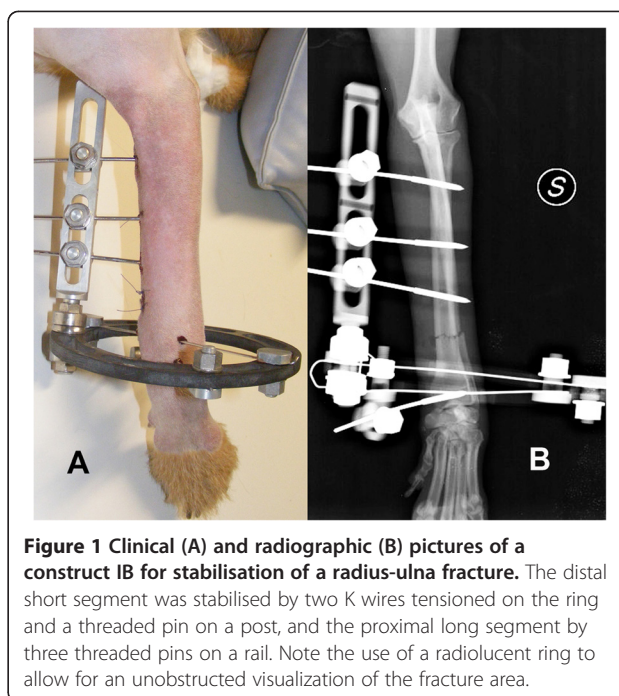 S
A
B
Figure 1 Clinical (A) and radiographic (B) pictures of a
construct IB for stabilisation of a radius-ulna fracture. The distal
short segment was stabilised by two K wires tensioned on the ring
and a threaded pin on a post, and the proximal long segment by
three threaded pins on a rail. Note the use of a radiolucent ring to
allow for an unobstructed visualization of the fracture area.